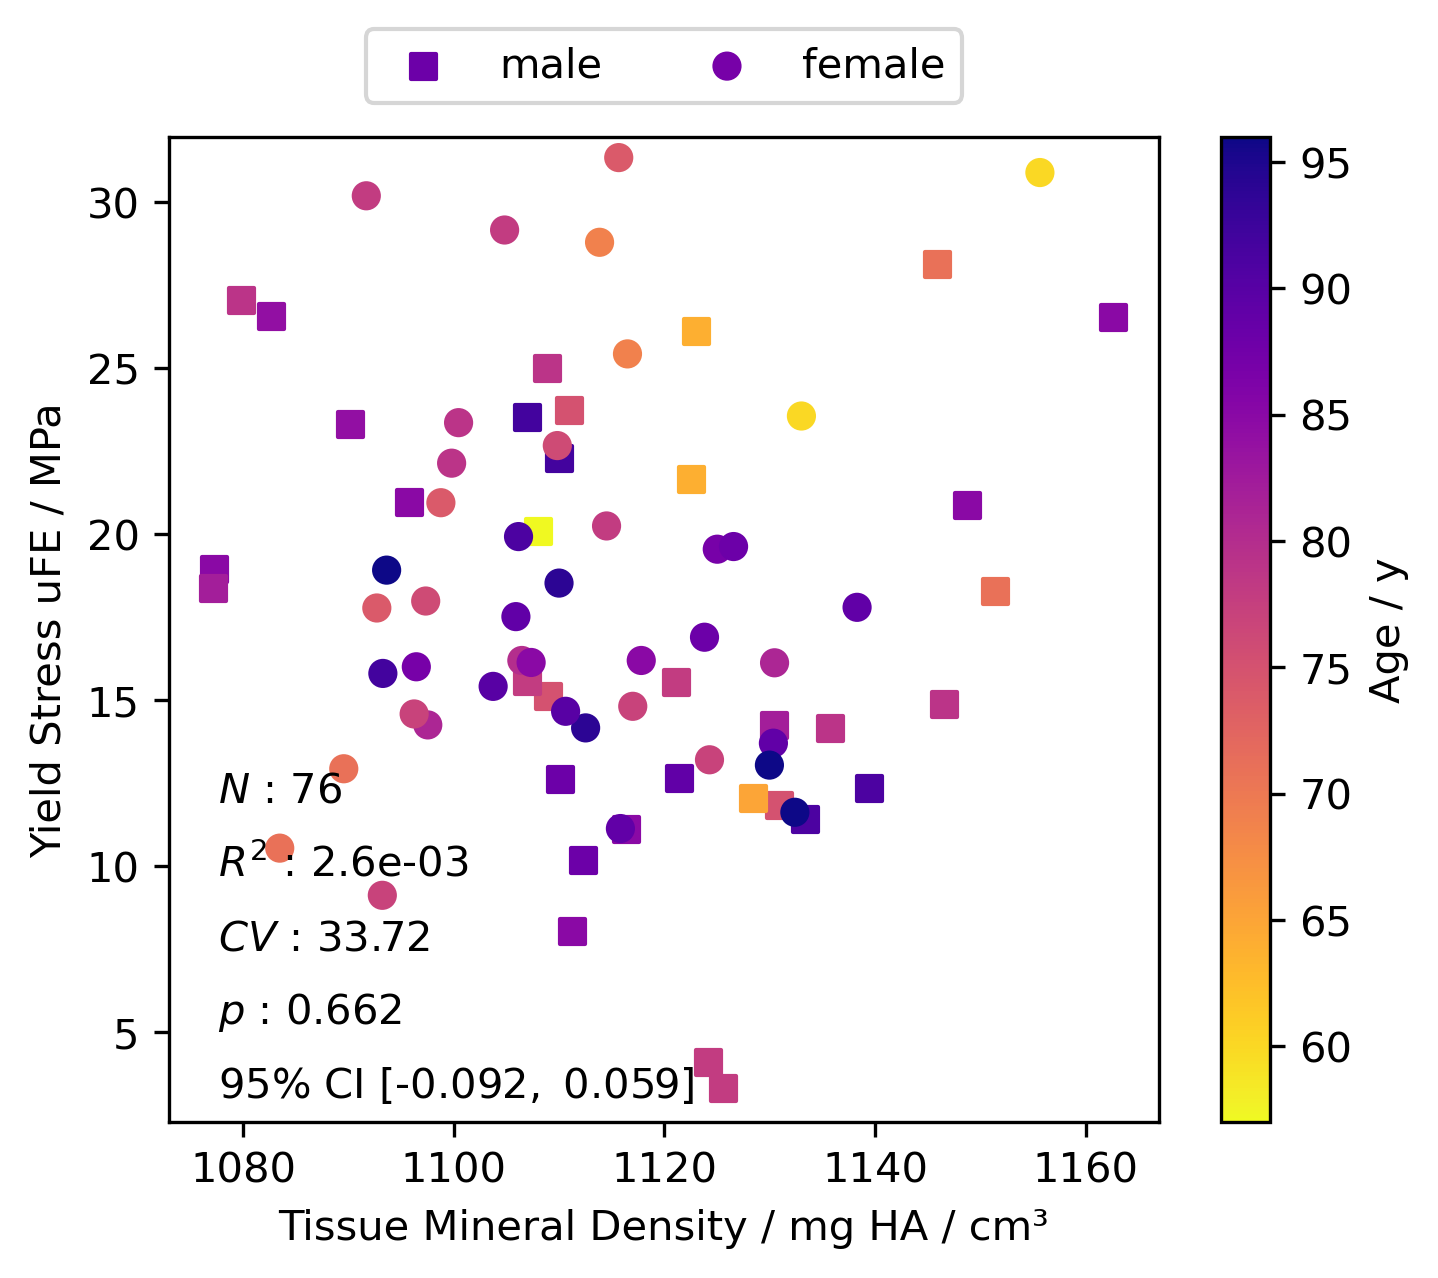 male female
30
25
20
15
10
5
Yield Stress uFE / MPa
N : 76
R² : 2.6e-03
CV : 33.72
p : 0.662
95% CI [-0.092, 0.059]
1080 1100 1120 1140 1160
Tissue Mineral Density / mg HA / cm³
95
90
85
80
75
70
65
60
Age / y